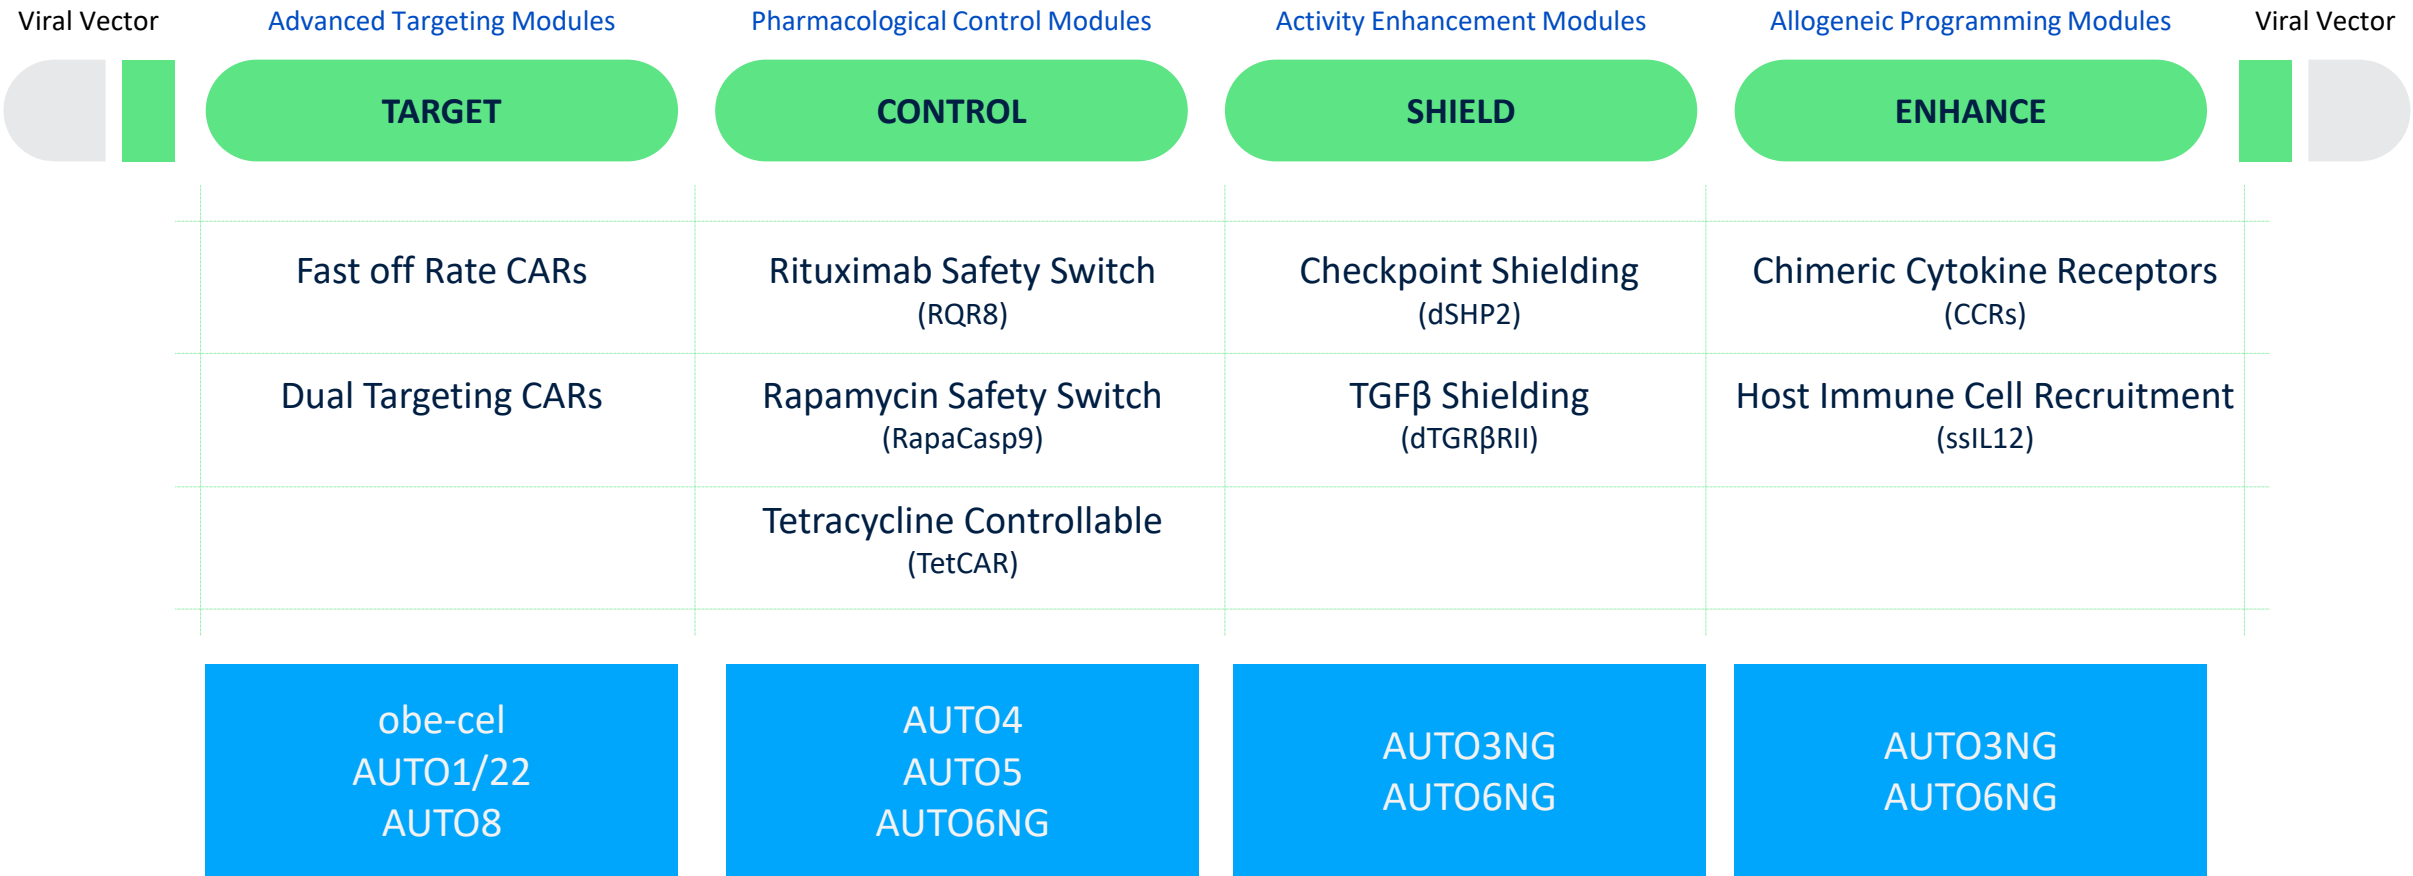 Viral Vector
Advanced Targeting Modules
Pharmacological Control Modules
Activity Enhancement Modules
Allogeneic Programming Modules
Viral Vector
TARGET
CONTROL
SHIELD
ENHANCE
Fast off Rate CARs
Rituximab Safety Switch
(RQR8)
Checkpoint Shielding
(dSHP2)
Chimeric Cytokine Receptors
(CCRs)
Dual Targeting CARs
Rapamycin Safety Switch
(RapaCasp9)
TGFβ Shielding
(dTGRβRII)
Host Immune Cell Recruitment
(ssIL12)
Tetracycline Controllable
(TetCAR)
obe-cel
AUTO1/22
AUTO8
AUTO4
AUTO5
AUTO6NG
AUTO3NG
AUTO6NG
AUTO3NG
AUTO6NG